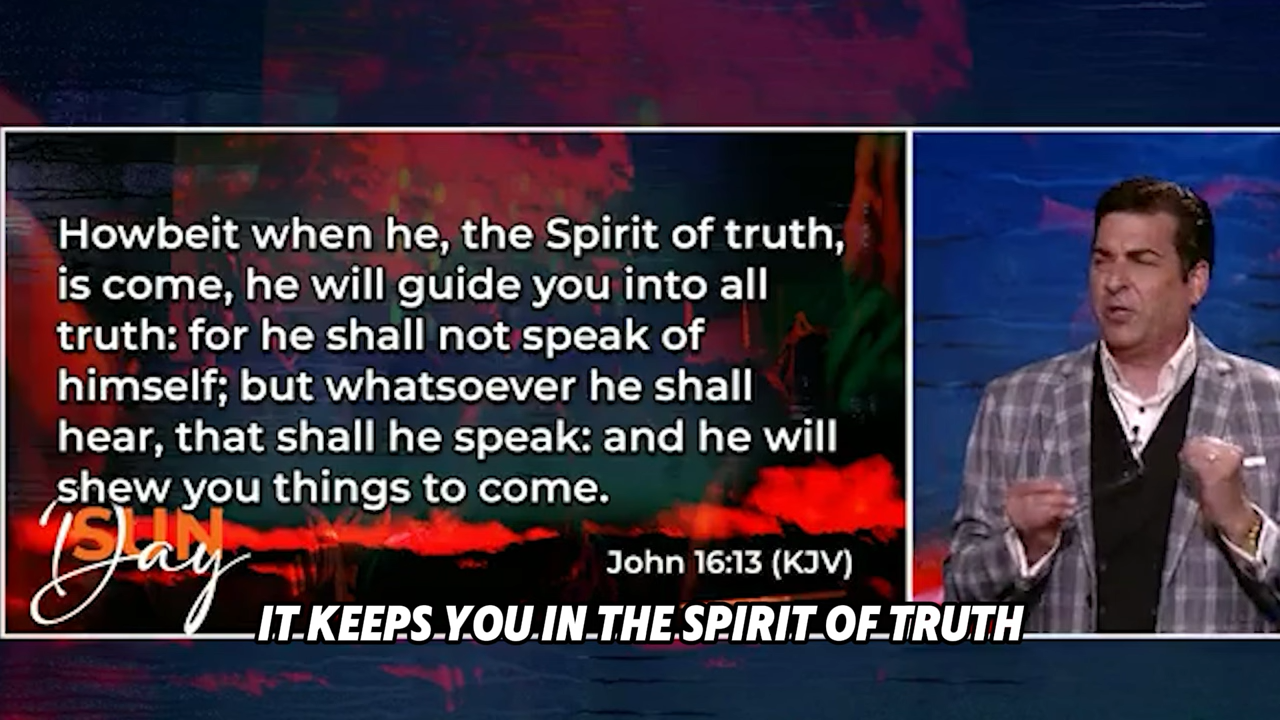 Howbeit when he, the Spirit of truth,
is come, he will guide you into all
truth: for he shall not speak of
himself; but whatsoever he shall
hear, that shall he speak: and he will
shew you things to come.
SUN
Day
John 16:13 (KJV)
IT KEEPS YOU IN THE SPIRIT OF TRUTH